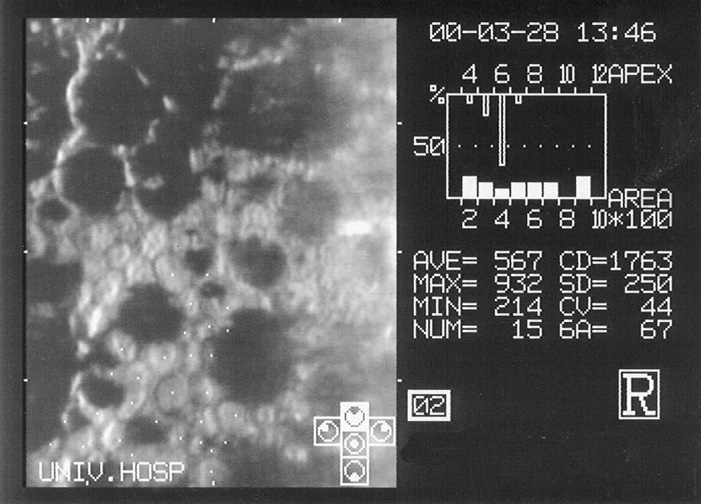 00-03-28 13:46
4 6 8 10 12APEX
%
50
AREA
2 4 6 8 10*100
AVE= 567 CD=1763
MAX= 932 SD= 250
MIN= 214 CV= 44
NUM= 15 6A= 67
02
R
UNIV.HOSP